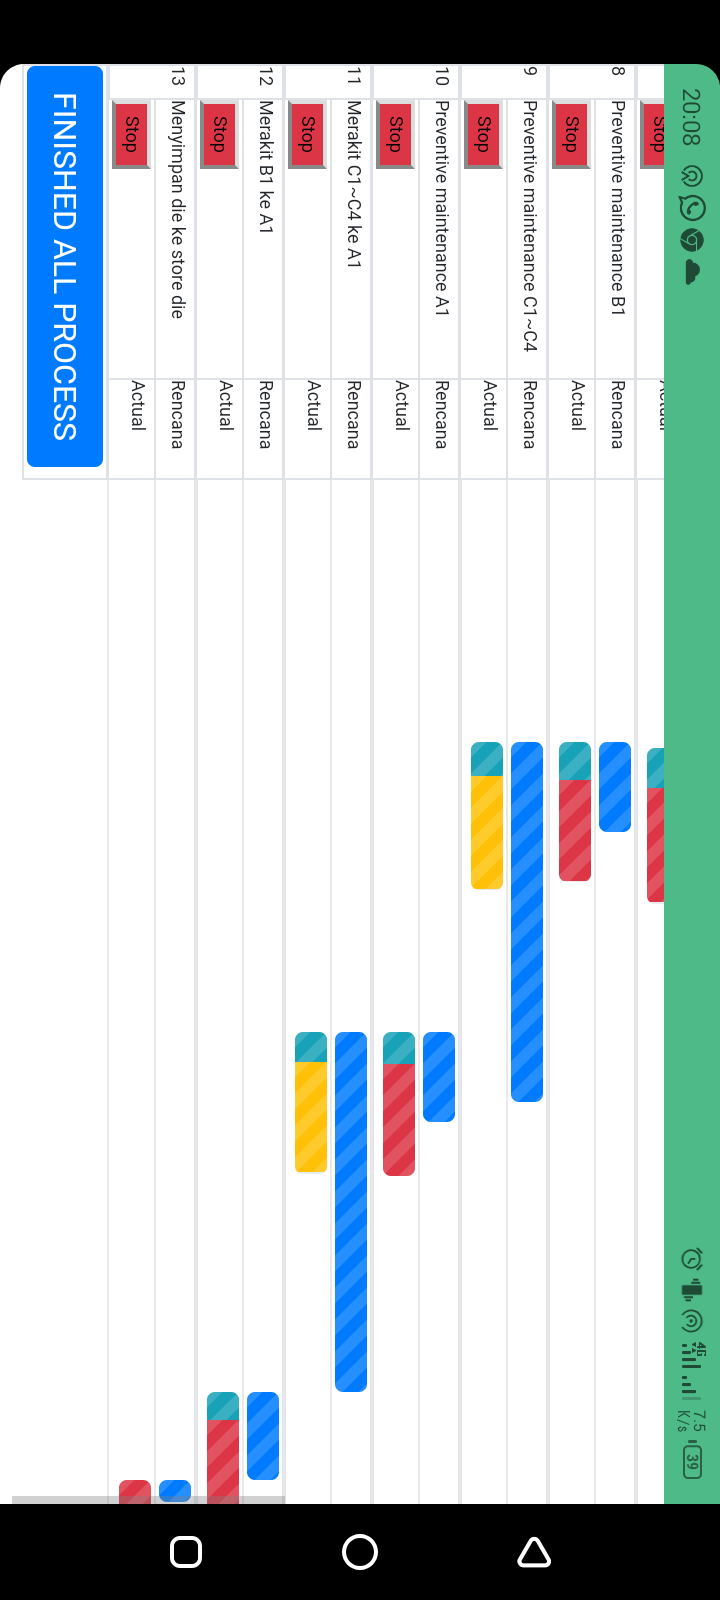 20:08
4G
7.5
K/s
39
Stop
Actual
8
Preventive maintenance B1
Rencana
Stop
Actual
9
Preventive maintenance C1~C4
Rencana
Stop
Actual
10
Preventive maintenance A1
Rencana
Stop
Actual
11
Merakit C1~C4 ke A1
Rencana
Stop
Actual
12
Merakit B1 ke A1
Rencana
Stop
Actual
13
Menyimpan die ke store die
Rencana
Stop
Actual
FINISHED ALL PROCESS